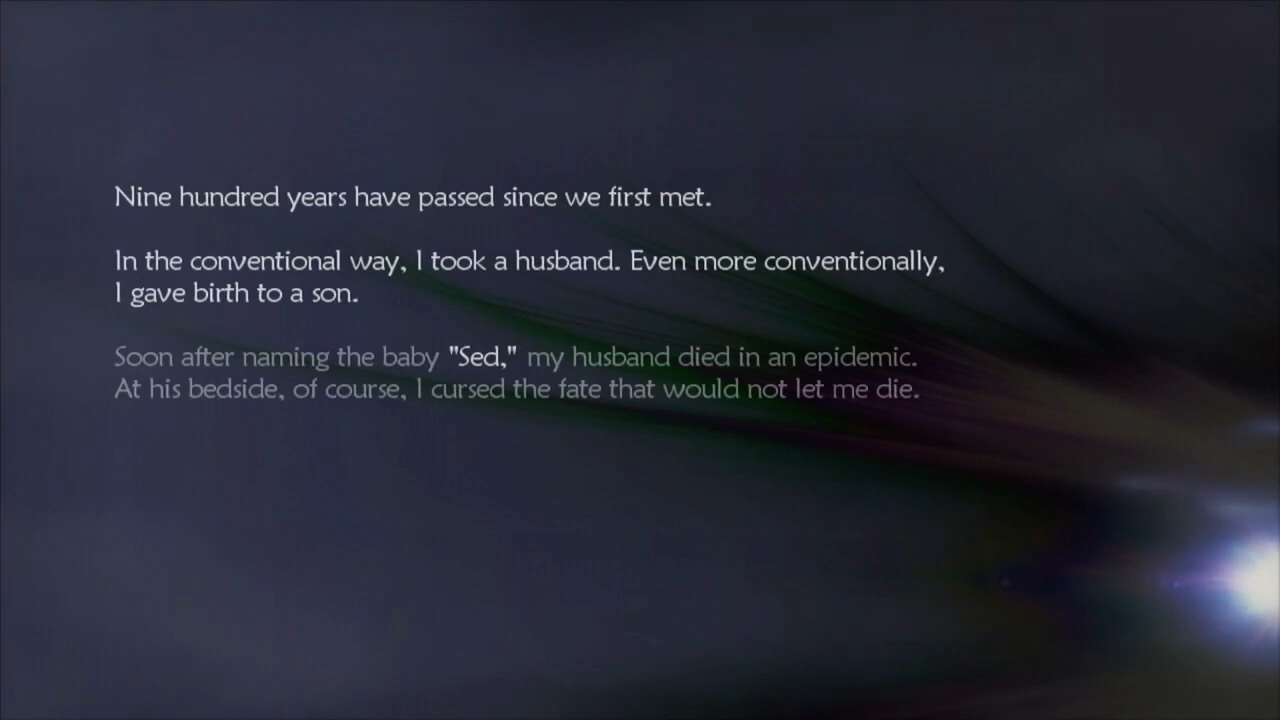 Nine hundred years have passed since we first met.
In the conventional way, I took a husband. Even more conventionally,
I gave birth to a son.
Soon after naming the baby "Sed," my husband died in an epidemic.
At his bedside, of course, I cursed the fate that would not let me die.